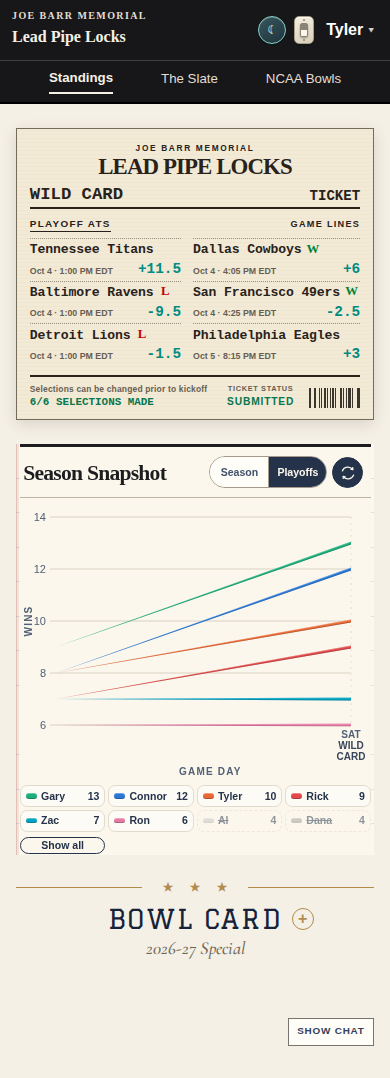 JOE BARR MEMORIAL
Lead Pipe Locks
Tyler
Standings The Slate NCAA Bowls
JOE BARR MEMORIAL
LEAD PIPE LOCKS
WILD CARD TICKET
PLAYOFF ATS GAME LINES
Tennessee Titans Dallas Cowboys W
Oct 4 · 1:00 PM EDT +11.5 Oct 4 · 4:05 PM EDT +6
Baltimore Ravens L San Francisco 49ers W
Oct 4 · 1:00 PM EDT -9.5 Oct 4 · 4:25 PM EDT -2.5
Detroit Lions L Philadelphia Eagles
Oct 4 · 1:00 PM EDT -1.5 Oct 5 · 8:15 PM EDT +3
Selections can be changed prior to kickoff TICKET STATUS
6/6 SELECTIONS MADE SUBMITTED
Season Snapshot Season Playoffs
14
12
10
8
6
WINS
SAT
WILD
CARD
GAME DAY
Gary 13 Connor 12 Tyler 10 Rick 9
Zac 7 Ron 6 Al 4 Dana 4
Show all
★ ★ ★
BOWL CARD +
2026-27 Special
SHOW CHAT